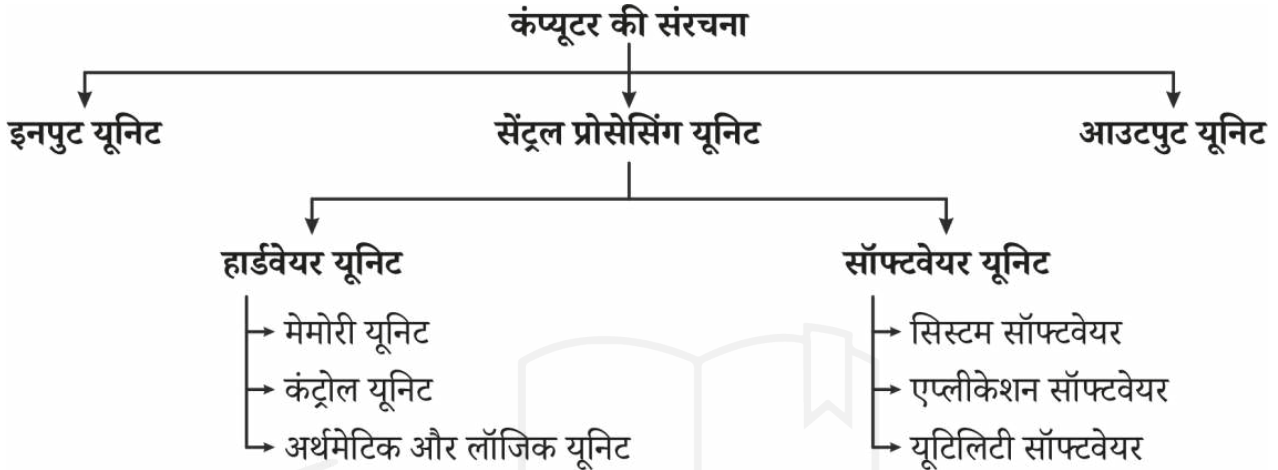 कंप्यूटर की संरचना
इनपुट यूनिट सेंट्रल प्रोसेसिंग यूनिट आउटपुट यूनिट
हार्डवेयर यूनिट सॉफ्टवेयर यूनिट
मेमोरी यूनिट सिस्टम सॉफ्टवेयर
कंट्रोल यूनिट एप्लीकेशन सॉफ्टवेयर
अर्थमेटिक और लॉजिक यूनिट यूटिलिटी सॉफ्टवेयर